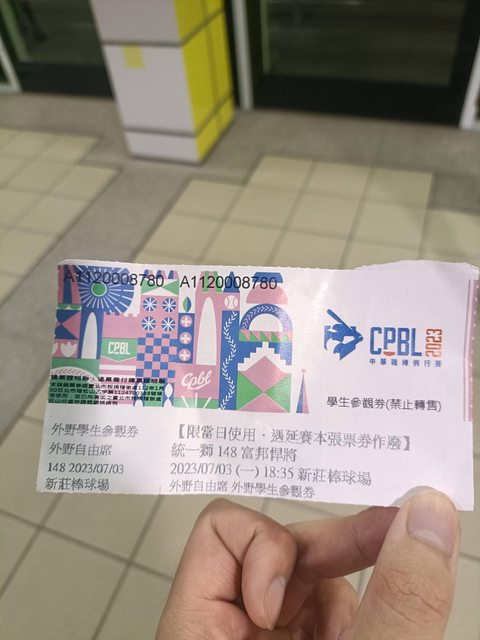 A1120008780 A1120008780
CPBL
Cpbl
CPBL 2023
中華職棒例行賽
學生參觀券(禁止轉售)
外野學生參觀券
【限當日使用、遇延賽本張票券作廢】
外野自由席
統一獅 148 富邦悍將
148 2023/07/03
2023/07/03 (一) 18:35 新莊棒球場
新莊棒球場
外野自由席 外野學生參觀券